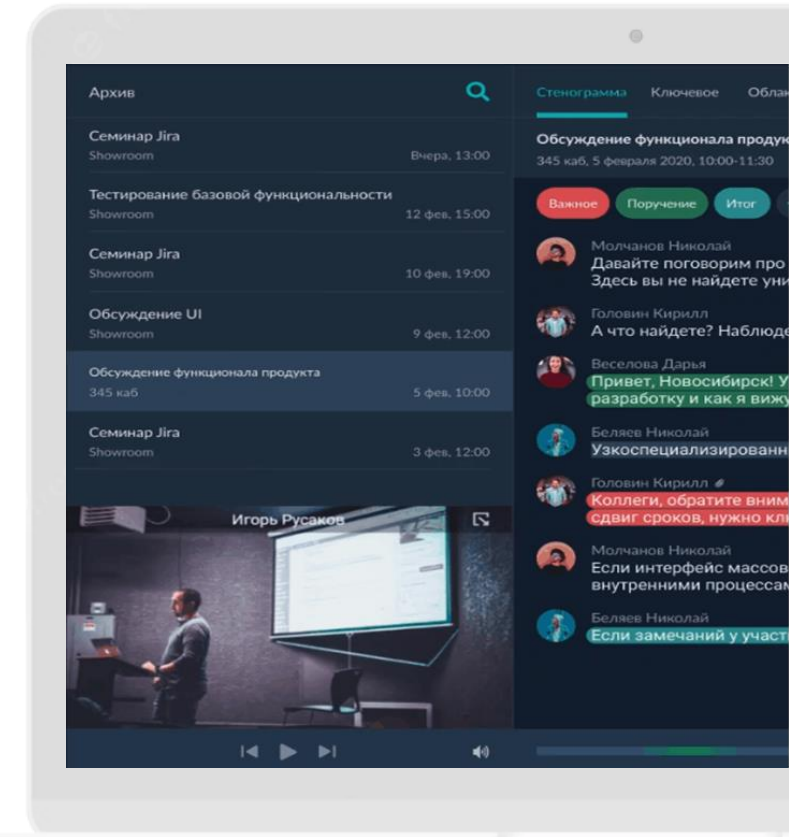 Архив
Семинар Jira
Showroom Вчера, 13:00
Тестирование базовой функциональности
Showroom 12 фев, 15:00
Семинар Jira
Showroom 10 фев, 19:00
Обсуждение UI
Showroom 9 фев, 12:00
Обсуждение функционала продукта
345 каб 5 фев, 10:00
Семинар Jira
Showroom 3 фев, 12:00
Игорь Русаков
Стенограмма Ключевое
Обсуждение функционала
345 каб, 5 февраля 2020, 10:00-11:30
Важное Поручение Итог
Молчанов Николай
Давайте поговорим про
Здесь вы не найдете
Головин Кирилл
А что найдете?
Веселова Дарья
Привет, Новосибирск!
разработку и как я вижу
Беляев Николай
Головин Кирилл
Коллеги, обратите
сдвиг сроков, нужно
Молчанов Николай
Если интерфейс
внутренними
Беляев Николай
Если замечаний у